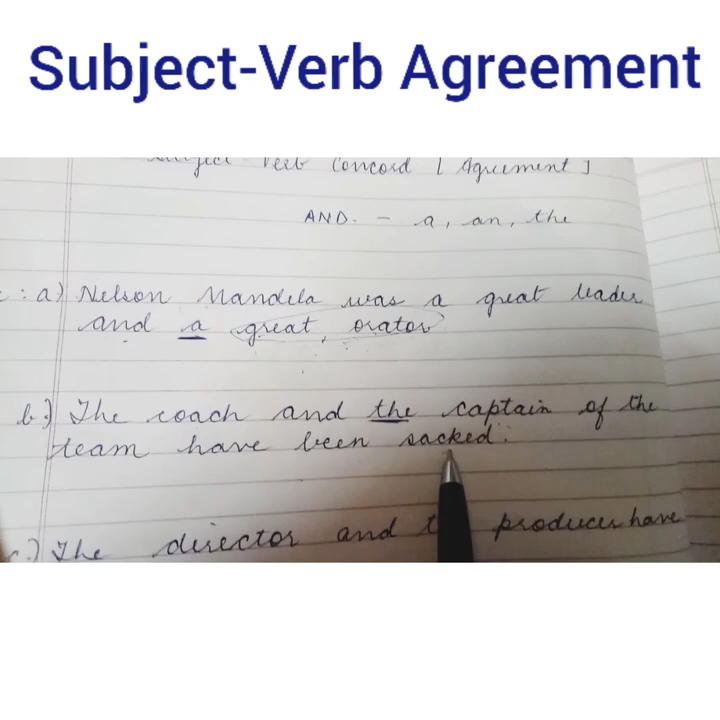 Subject-Verb Agreement
Subject Verb Concord [ Agreement ]
AND. - a, an, the
: a) Nelson Mandela was a great leader
and a great orator
b) The coach and the captain of the
team have been sacked.
c.) The director and producer have